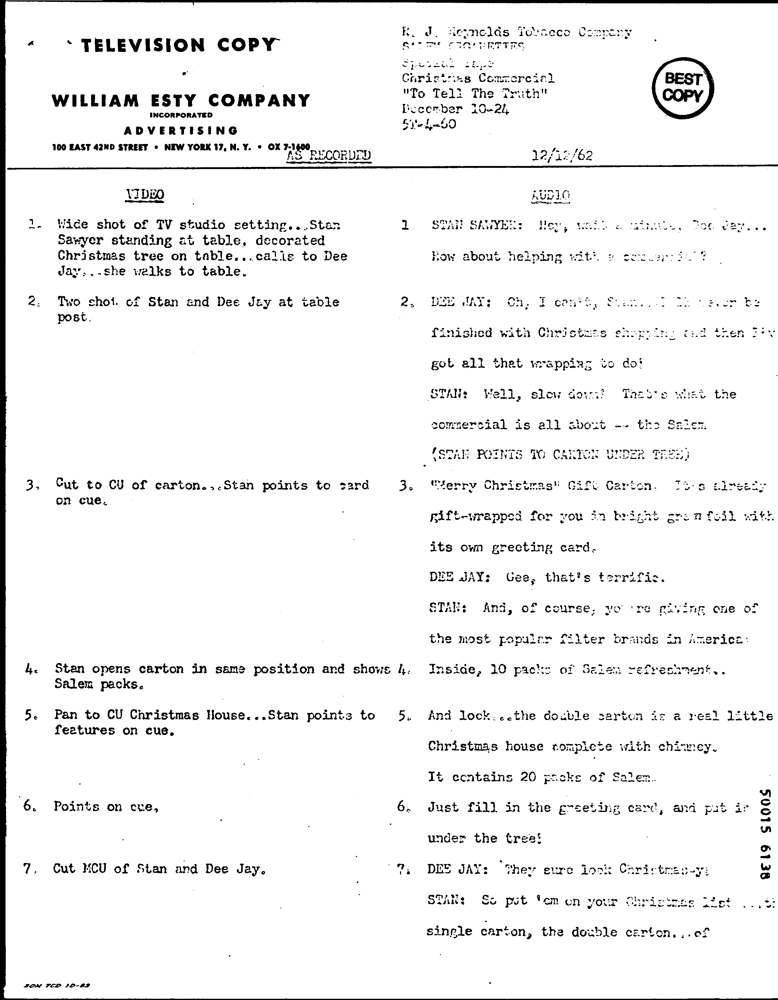 TELEVISION COPY
WILLIAM ESTY COMPANY
INCORPORATED
ADVERTISING
100 EAST 42ND STREET • NEW YORK 17, N. Y. • OX 7-1600
AS RECORDED
R. J. Reynolds Tobacco Company
SALEM CIGARETTES
Special Tape
Christmas Commercial
"To Tell The Truth"
December 10-24
ST-4-60
BEST
COPY
12/12/62
VIDEO
AUDIO
1. Wide shot of TV studio setting...Stan
Sawyer standing at table, decorated
Christmas tree on table...calls to Dee
Jay...she walks to table.
1 STAN SAWYER: Hey, wait a minute, Dee Jay...
How about helping with a commercial?
2. Two shot of Stan and Dee Jay at table
post.
2. DEE JAY: Oh, I can't, Stan... I'll never be
finished with Christmas shopping and then I'v
got all that wrapping to do!
STAN: Well, slow down! That's what the
commercial is all about -- the Salem
(STAN POINTS TO CARTON UNDER TREE)
3. Cut to CU of carton...Stan points to card
on cue.
3. "Merry Christmas" Gift Carton. It's already
gift-wrapped for you in bright green foil with
its own greeting card.
DEE JAY: Gee, that's terrific.
STAN: And, of course, you're giving one of
the most popular filter brands in America:
4. Stan opens carton in same position and shows
Salem packs.
4. Inside, 10 packs of Salem refreshment..
5. Pan to CU Christmas House...Stan points to
features on cue.
5. And look...the double carton is a real little
Christmas house complete with chimney.
It contains 20 packs of Salem.
6. Points on cue.
6. Just fill in the greeting card, and put it
under the tree!
7. Cut MCU of Stan and Dee Jay.
7. DEE JAY: They sure look Christmas-y!
STAN: So put 'em on your Christmas list ...
single carton, the double carton...of
50015 6138